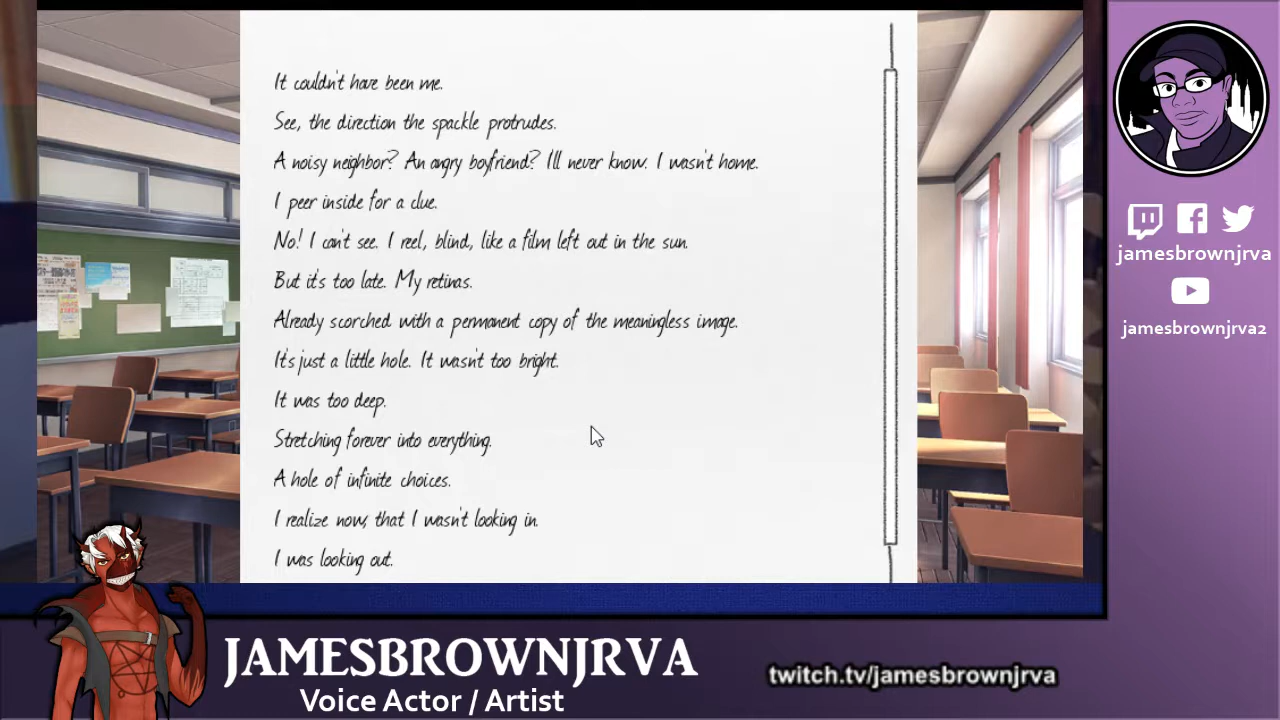 It couldn't have been me.
See, the direction the spackle protrudes.
A noisy neighbor? An angry boyfriend? I'll never know. I wasn't home.
I peer inside for a clue.
No! I can't see. I reel, blind, like a film left out in the sun.
But it's too late. My retinas.
Already scorched with a permanent copy of the meaningless image.
It's just a little hole. It wasn't too bright.
It was too deep.
Stretching forever into everything.
A hole of infinite choices.
I realize now, that I wasn't looking in.
I was looking out.
jamesbrownjrva
jamesbrownjrva2
JAMESBROWNJRVA
Voice Actor / Artist
twitch.tv/jamesbrownjrva